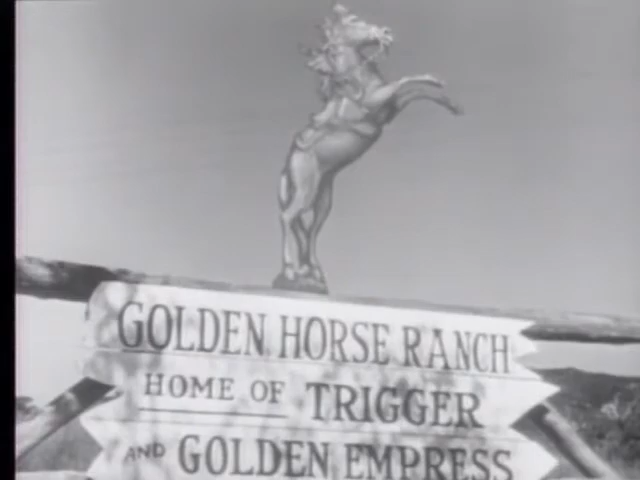 GOLDEN HORSE RANCH
HOME OF TRIGGER
AND GOLDEN EMPRESS